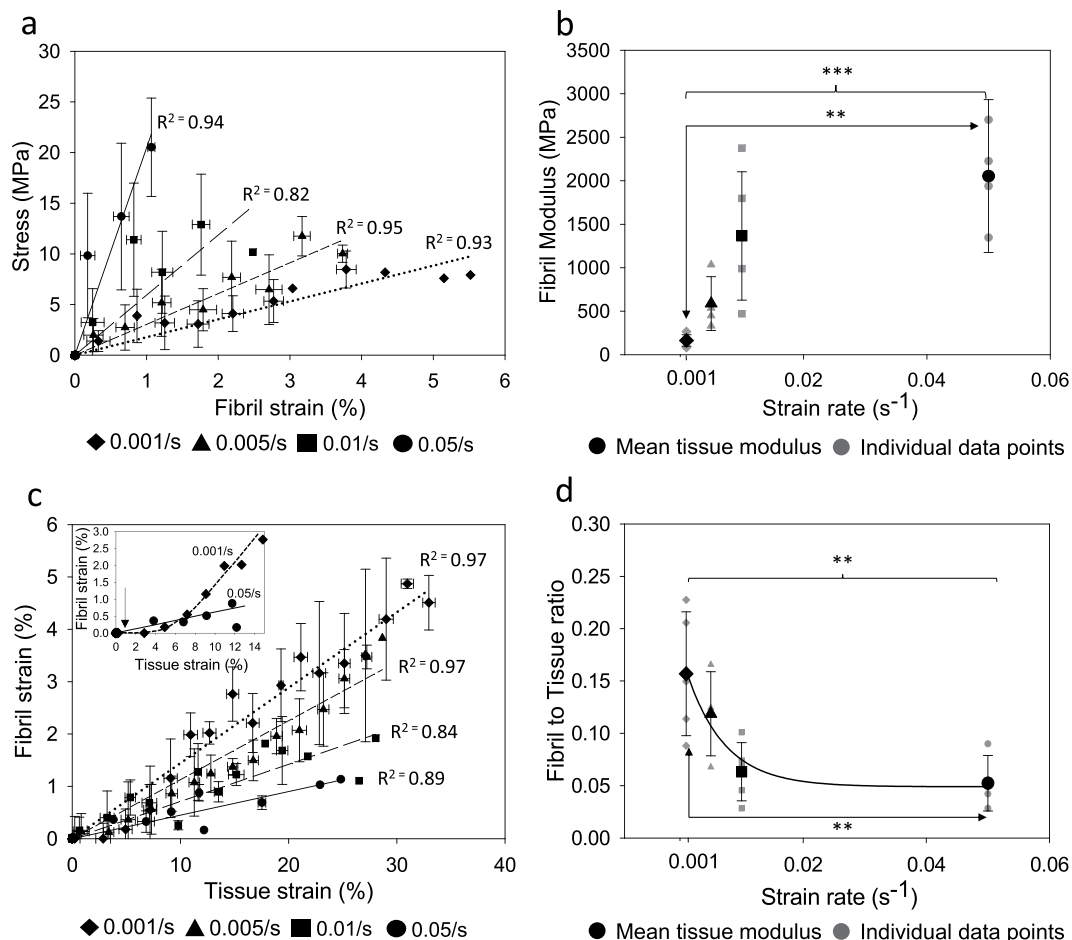 a
30
25
20
15
10
5
0
Stress (MPa)
R² = 0.94
R² = 0.82
R² = 0.95
R² = 0.93
0 1 2 3 4 5 6
Fibril strain (%)
◆ 0.001/s ▲ 0.005/s ■ 0.01/s ● 0.05/s
b
3500
3000
2500
2000
1500
1000
500
0
Fibril Modulus (MPa)
***
**
0.001 0.02 0.04 0.06
Strain rate (s⁻¹)
● Mean tissue modulus ● Individual data points
c
6
5
4
3
2
1
0
Fibril strain (%)
3.0
2.5
2.0
1.5
1.0
0.5
0.0
Fibril strain (%)
0.001/s
0.05/s
0 2 4 6 8 10 12 14
Tissue strain (%)
R² = 0.97
R² = 0.97
R² = 0.84
R² = 0.89
0 10 20 30 40
Tissue strain (%)
◆ 0.001/s ▲ 0.005/s ■ 0.01/s ● 0.05/s
d
0.30
0.25
0.20
0.15
0.10
0.05
0.00
Fibril to Tissue ratio
**
**
0.001 0.02 0.04 0.06
Strain rate (s⁻¹)
● Mean tissue modulus ● Individual data points